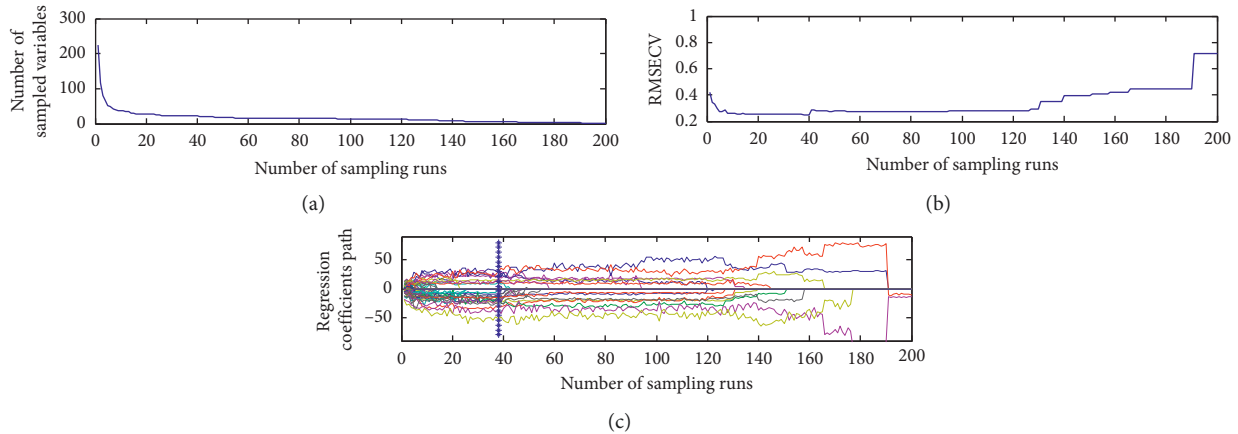 Number of
sampled variables
300
200
100
0
0 20 40 60 80 100 120 140 160 180 200
Number of sampling runs
(a)
RMSECV
1
0.8
0.6
0.4
0.2
0 20 40 60 80 100 120 140 160 180 200
Number of sampling runs
(b)
Regression
coefficients path
50
0
−50
0 20 40 60 80 100 120 140 160 180 200
Number of sampling runs
(c)